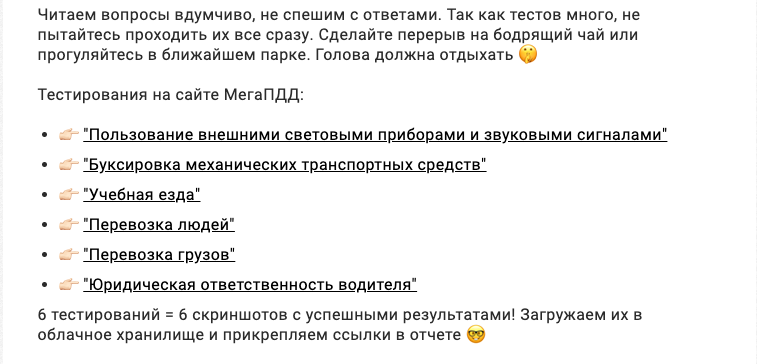 Читаем вопросы вдумчиво, не спешим с ответами. Так как тестов много, не
пытайтесь проходить их все сразу. Сделайте перерыв на бодрящий чай или
прогуляйтесь в ближайшем парке. Голова должна отдыхать 🤫
Тестирования на сайте МегаПДД:
• 👉🏻 "Пользование внешними световыми приборами и звуковыми сигналами"
• 👉🏻 "Буксировка механических транспортных средств"
• 👉🏻 "Учебная езда"
• 👉🏻 "Перевозка людей"
• 👉🏻 "Перевозка грузов"
• 👉🏻 "Юридическая ответственность водителя"
6 тестирований = 6 скриншотов с успешными результатами! Загружаем их в
облачное хранилище и прикрепляем ссылки в отчете 🤓